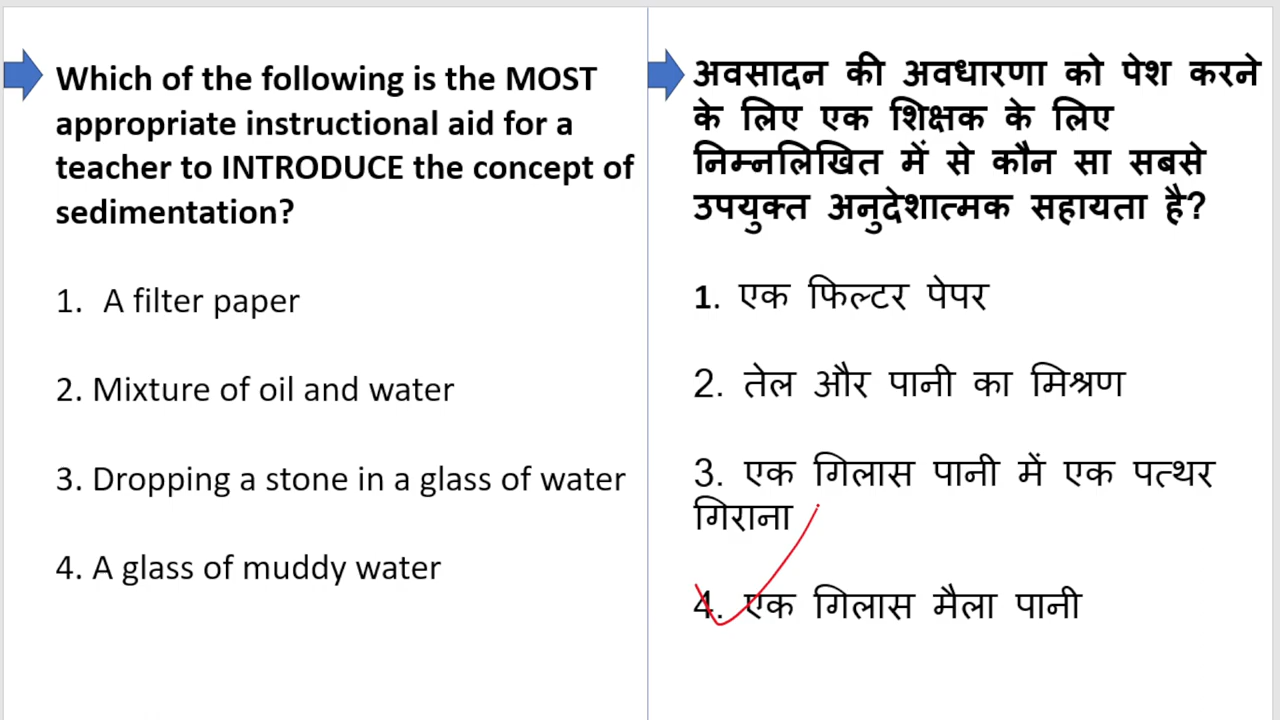 Which of the following is the MOST
appropriate instructional aid for a
teacher to INTRODUCE the concept of
sedimentation?
1. A filter paper
2. Mixture of oil and water
3. Dropping a stone in a glass of water
4. A glass of muddy water
अवसादन की अवधारणा को पेश करने
के लिए एक शिक्षक के लिए
निम्नलिखित में से कौन सा सबसे
उपयुक्त अनुदेशात्मक सहायता है?
1. एक फिल्टर पेपर
2. तेल और पानी का मिश्रण
3. एक गिलास पानी में एक पत्थर
गिराना
4. एक गिलास मैला पानी